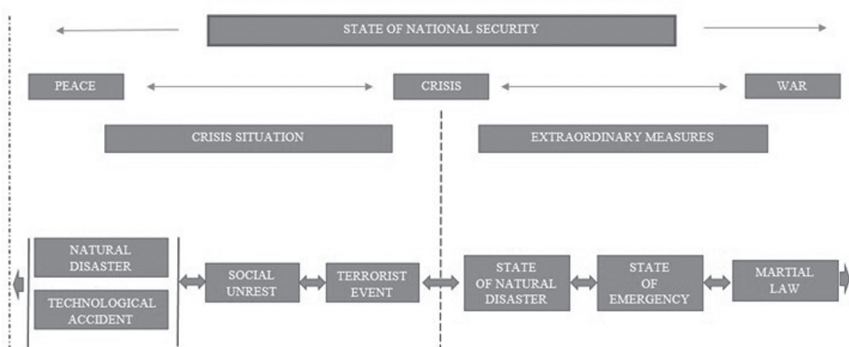 STATE OF NATIONAL SECURITY
PEACE
CRISIS
WAR
CRISIS SITUATION
EXTRAORDINARY MEASURES
NATURAL
DISASTER
TECHNOLOGICAL
ACCIDENT
SOCIAL
UNREST
TERRORIST
EVENT
STATE
OF NATURAL
DISASTER
STATE
OF
EMERGENCY
MARTIAL
LAW